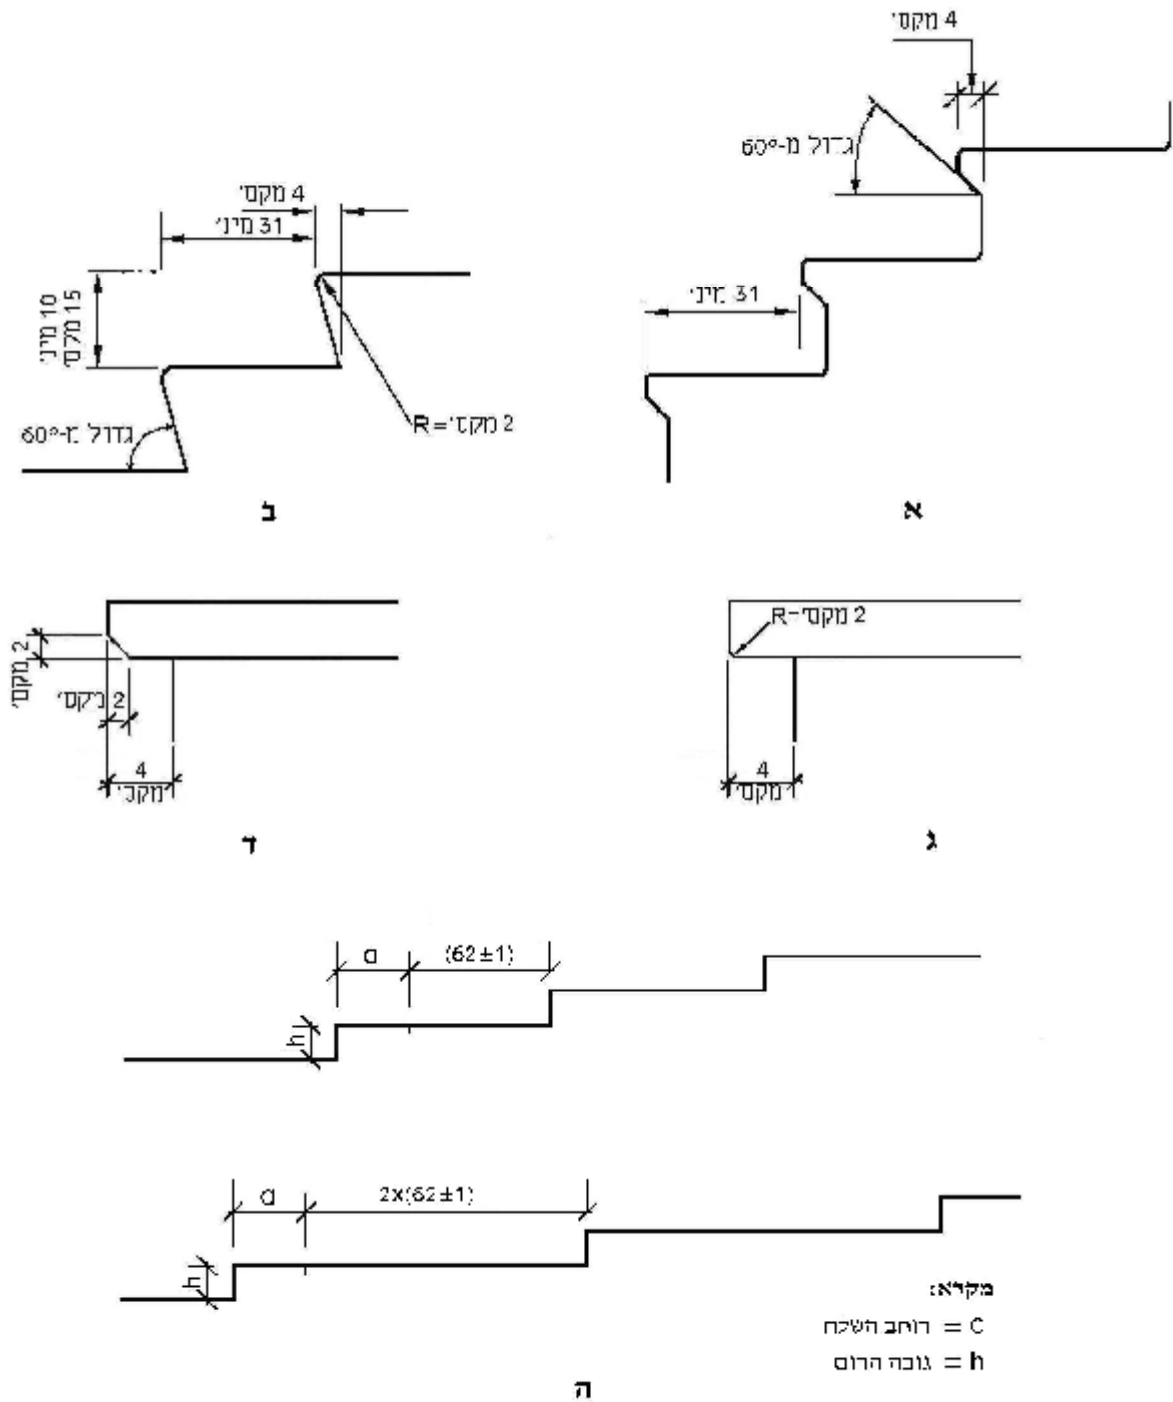 4 מקס'
גדול מ-60°
31 מינ'
א
4 מקס'
31 מינ'
10 מינ'
15 מקס'
גדול מ-60°
R= 2 מקס'
ב
R= 2 מקס'
4
מקס'
ג
2 מקס'
2 מקס'
4
מקס'
ד
a
(62±1)
h
a
2x(62±1)
h
מקרא:
C = רוחב השלח
h = גובה הרום
ה